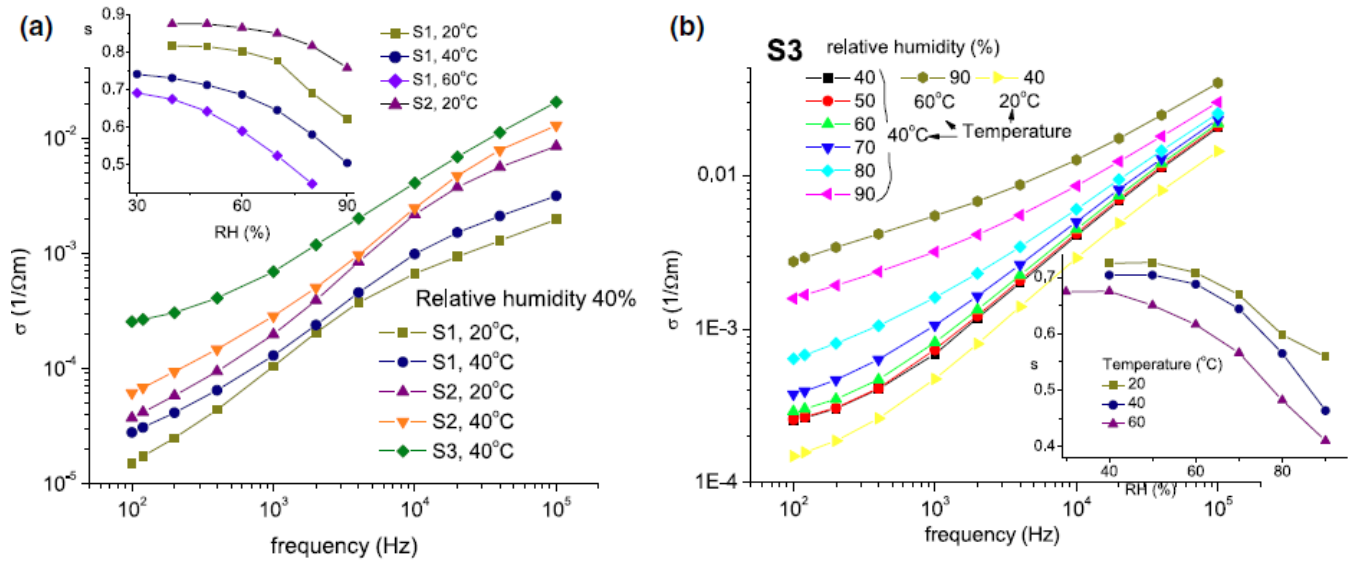 (a)
s
0.9
0.8
0.7
0.6
0.5
30
60
90
RH (%)
S1, 20°C
S1, 40°C
S1, 60°C
S2, 20°C
10⁻²
10⁻³
10⁻⁴
10⁻⁵
σ (1/Ωm)
Relative humidity 40%
S1, 20°C,
S1, 40°C
S2, 20°C
S2, 40°C
S3, 40°C
10²
10³
10⁴
10⁵
frequency (Hz)
(b)
S3 relative humidity (%)
40
50
60
70
80
90
90
40
60°C
20°C
40°C
Temperature
0,01
1E-3
1E-4
σ (1/Ωm)
0.7
0.6
0.5
0.4
s
Temperature (°C)
20
40
60
40
60
80
RH (%)
10²
10³
10⁴
10⁵
frequency (Hz)